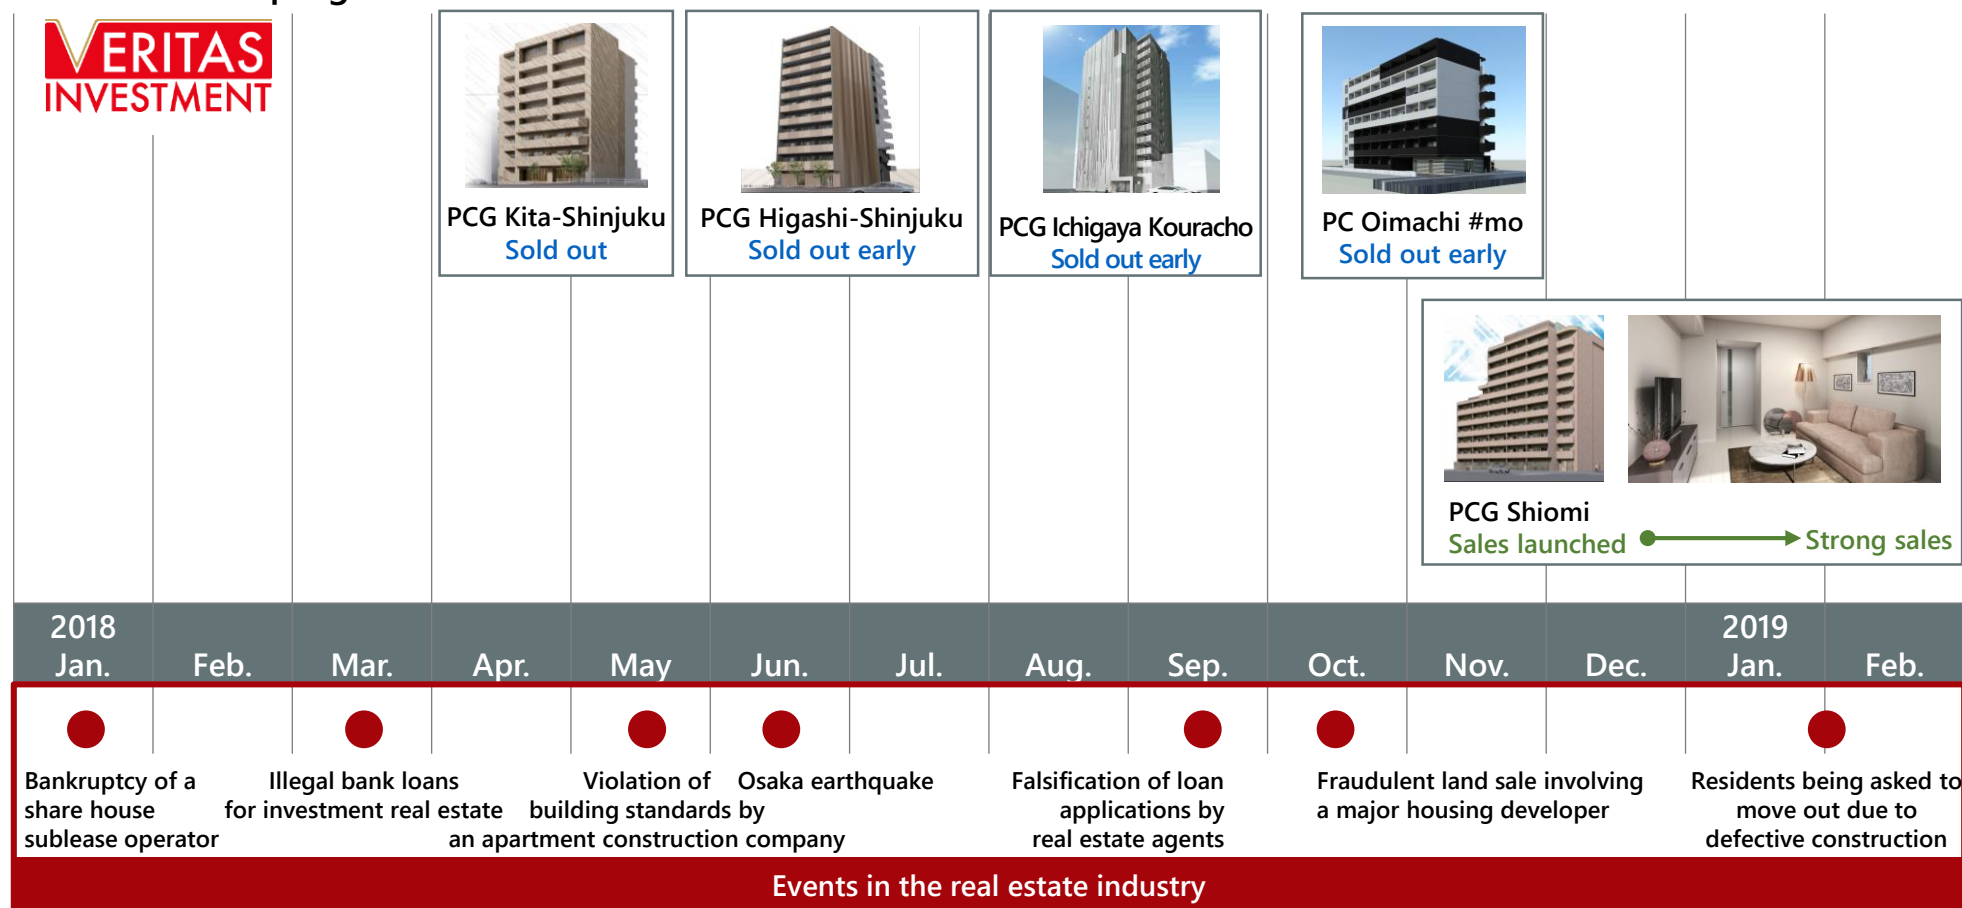 VERITAS
INVESTMENT
PCG Kita-Shinjuku
Sold out
PCG Higashi-Shinjuku
Sold out early
PCG Ichigaya Kouracho
Sold out early
PC Oimachi #mo
Sold out early
PCG Shiomi
Sales launched
Strong sales
2018
Jan.
Feb.
Mar.
Apr.
May
Jun.
Jul.
Aug.
Sep.
Oct.
Nov.
Dec.
2019
Jan.
Feb.
Bankruptcy of a
share house
sublease operator
Illegal bank loans
for investment real estate
Violation of
building standards by
an apartment construction company
Osaka earthquake
Falsification of loan
applications by
real estate agents
Fraudulent land sale involving
a major housing developer
Residents being asked to
move out due to
defective construction
Events in the real estate industry